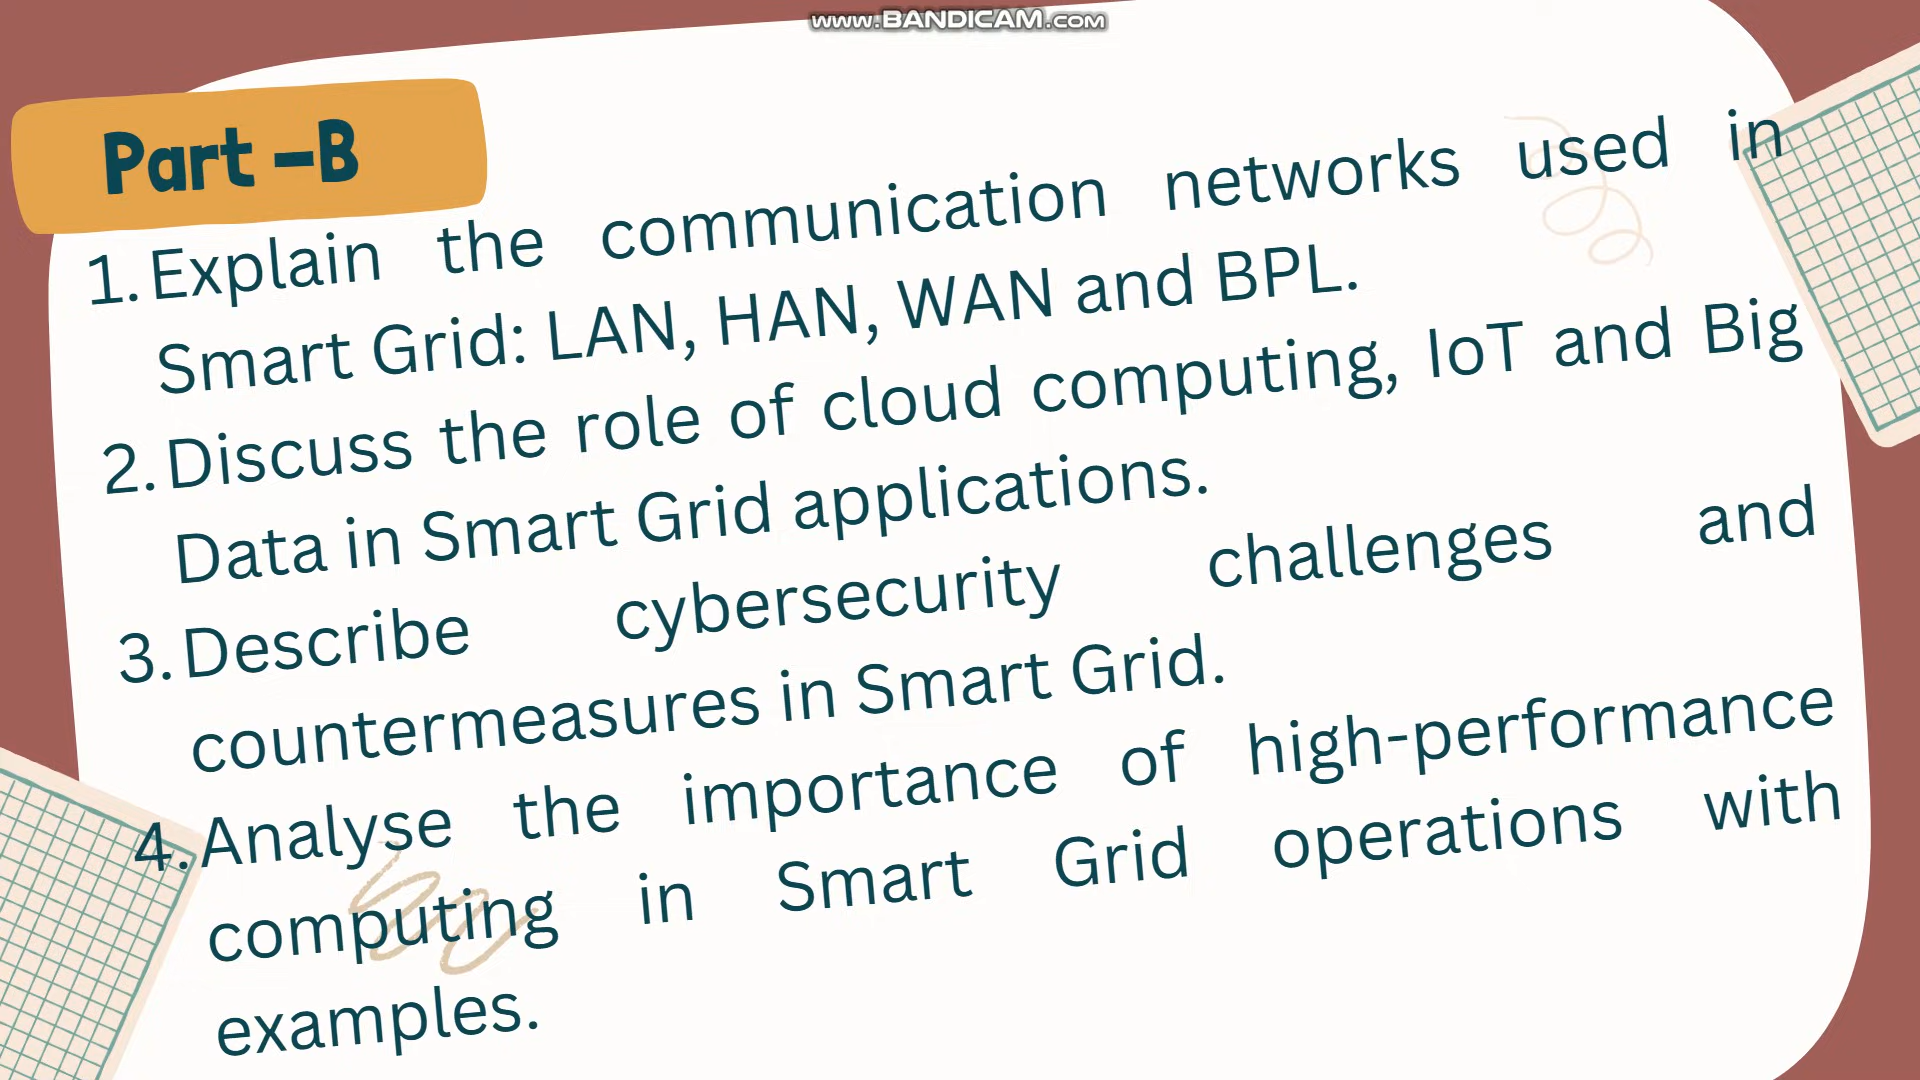 www.BANDICAM.com
Part -B
1. Explain the communication networks used in
Smart Grid: LAN, HAN, WAN and BPL.
2. Discuss the role of cloud computing, IoT and Big
Data in Smart Grid applications.
3. Describe cybersecurity challenges and
countermeasures in Smart Grid.
4. Analyse the importance of high-performance
computing in Smart Grid operations with
examples.